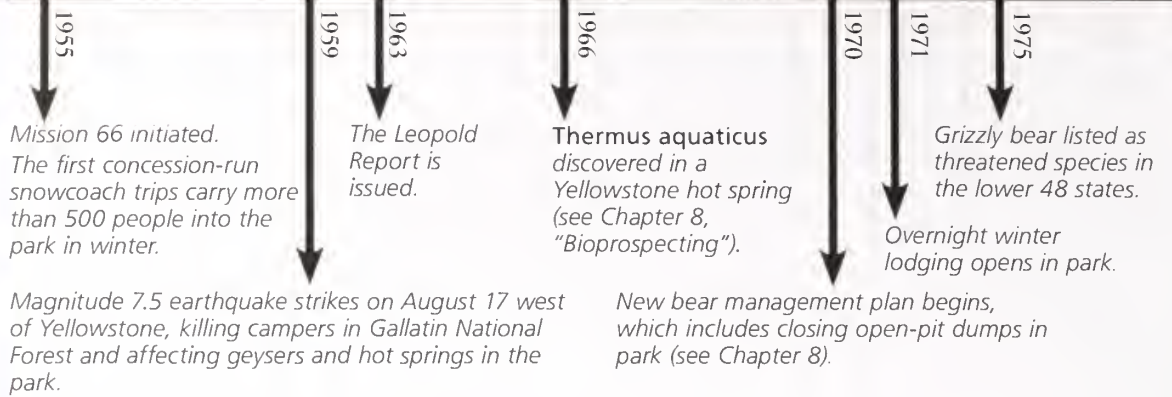 1955
1959
1963
1966
1970
1971
1975
Mission 66 initiated.
The first concession-run
snowcoach trips carry more
than 500 people into the
park in winter.
Magnitude 7.5 earthquake strikes on August 17 west
of Yellowstone, killing campers in Gallatin National
Forest and affecting geysers and hot springs in the
park.
The Leopold
Report is
issued.
Thermus aquaticus
discovered in a
Yellowstone hot spring
(see Chapter 8,
"Bioprospecting").
New bear management plan begins,
which includes closing open-pit dumps in
park (see Chapter 8).
Overnight winter
lodging opens in park.
Grizzly bear listed as
threatened species in
the lower 48 states.